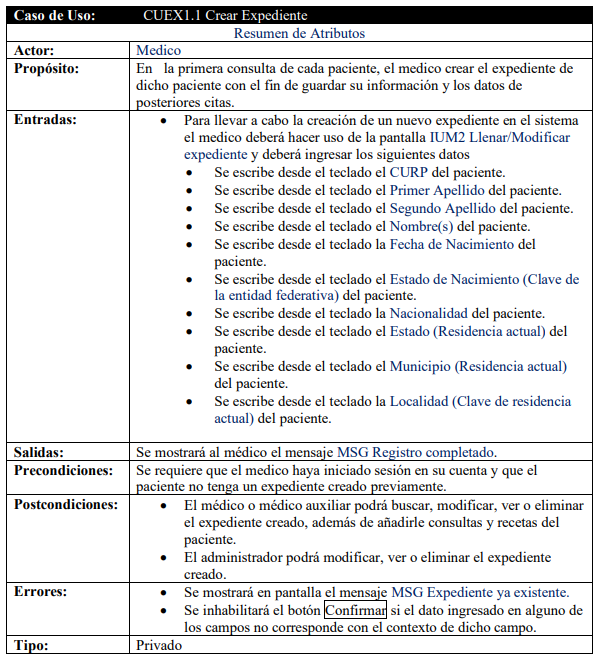 Caso de Uso: CUEX1.1 Crear Expediente
Resumen de Atributos
Actor: Medico
Propósito: En la primera consulta de cada paciente, el medico crear el expediente de
dicho paciente con el fin de guardar su información y los datos de
posteriores citas.
Entradas: • Para llevar a cabo la creación de un nuevo expediente en el sistema
el medico deberá hacer uso de la pantalla IUM2 Llenar/Modificar
expediente y deberá ingresar los siguientes datos
• Se escribe desde el teclado el CURP del paciente.
• Se escribe desde el teclado el Primer Apellido del paciente.
• Se escribe desde el teclado el Segundo Apellido del paciente.
• Se escribe desde el teclado el Nombre(s) del paciente.
• Se escribe desde el teclado la Fecha de Nacimiento del
paciente.
• Se escribe desde el teclado el Estado de Nacimiento (Clave de
la entidad federativa) del paciente.
• Se escribe desde el teclado la Nacionalidad del paciente.
• Se escribe desde el teclado el Estado (Residencia actual) del
paciente.
• Se escribe desde el teclado el Municipio (Residencia actual)
del paciente.
• Se escribe desde el teclado la Localidad (Clave de residencia
actual) del paciente.
Salidas: Se mostrará al médico el mensaje MSG Registro completado.
Precondiciones: Se requiere que el medico haya iniciado sesión en su cuenta y que el
paciente no tenga un expediente creado previamente.
Postcondiciones: • El médico o médico auxiliar podrá buscar, modificar, ver o eliminar
el expediente creado, además de añadirle consultas y recetas del
paciente.
• El administrador podrá modificar, ver o eliminar el expediente
creado.
Errores: • Se mostrará en pantalla el mensaje MSG Expediente ya existente.
• Se inhabilitará el botón Confirmar si el dato ingresado en alguno de
los campos no corresponde con el contexto de dicho campo.
Tipo: Privado